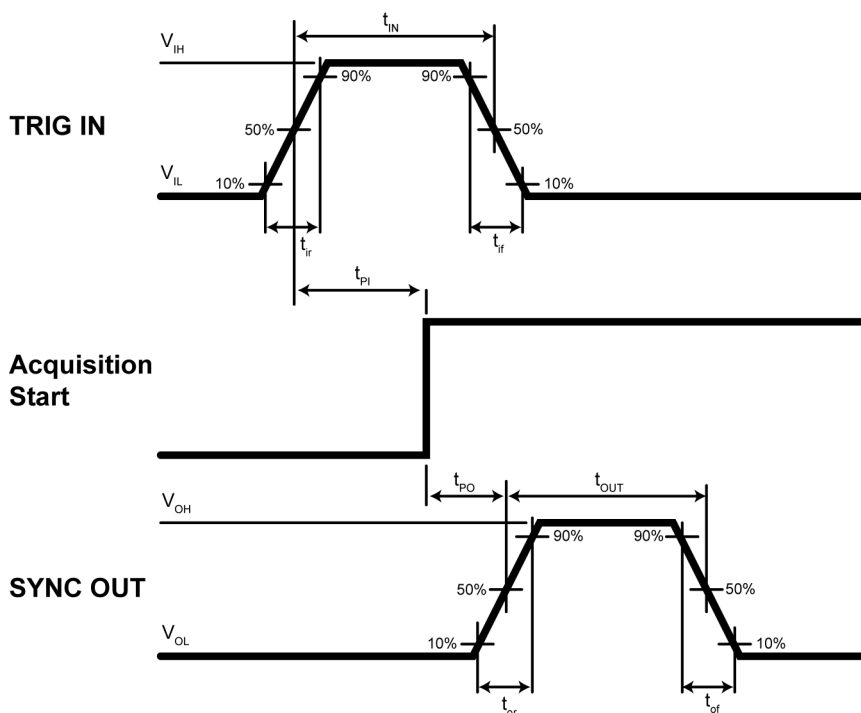 t_IN
V_IH
90% 90%
TRIG IN
50% 50%
V_IL
10% 10%
t_ir t_if
t_PI
Acquisition
Start
t_PO t_OUT
V_OH
90% 90%
SYNC OUT
50% 50%
V_OL
10% 10%
t_or t_of